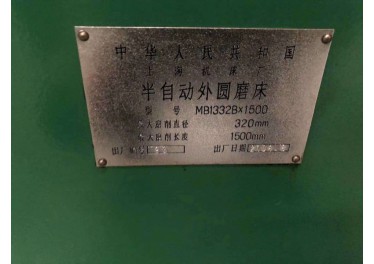 中华人民共和国
上海机床厂
半自动外圆磨床
型号 MB1332B×1500
最大磨削直径 320mm
最大磨削长度 1500mm
出厂 出厂日期